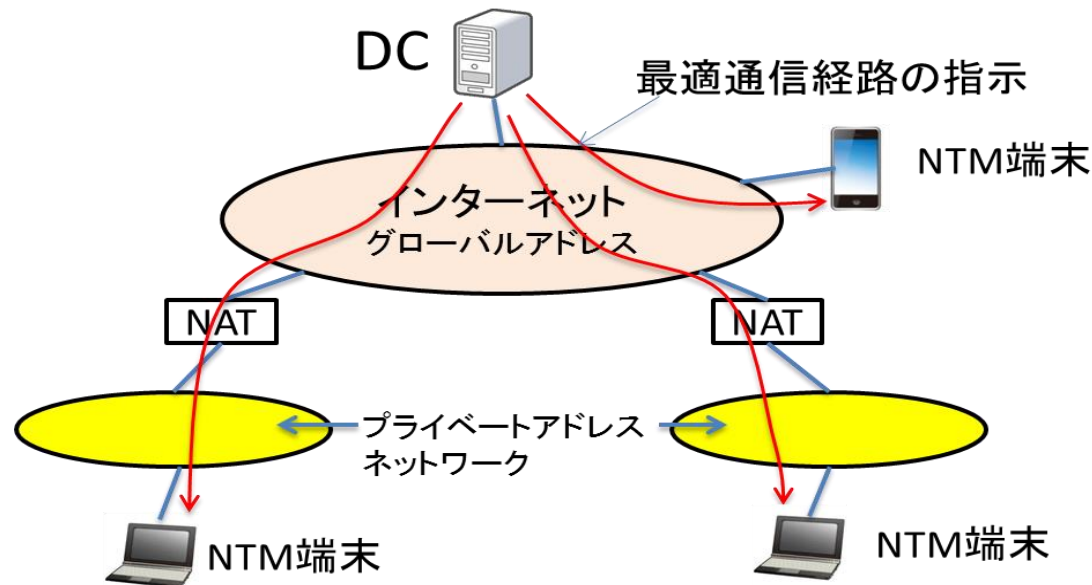 DC
最適通信経路の指示
NTM端末
インターネット
グローバルアドレス
NAT
NAT
プライベートアドレス
ネットワーク
NTM端末
NTM端末